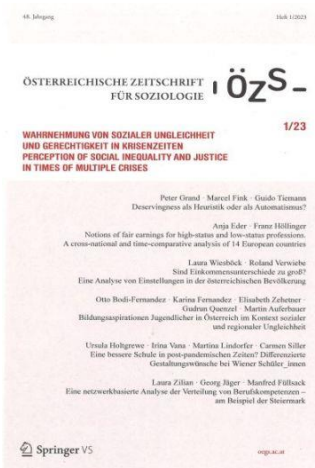 48. Jahrgang
Heft 1/2023
ÖSTERREICHISCHE ZEITSCHRIFT
FÜR SOZIOLOGIE
ÖZS
1/23
WAHRNEHMUNG VON SOZIALER UNGLEICHHEIT
UND GERECHTIGKEIT IN KRISENZEITEN
PERCEPTION OF SOCIAL INEQUALITY AND JUSTICE
IN TIMES OF MULTIPLE CRISES
Peter Grand · Marcel Fink · Guido Tiemann
Deservingness als Heuristik oder als Automatismus?
Anja Eder · Franz Höllinger
Notions of fair earnings for high-status and low-status professions.
A cross-national and time-comparative analysis of 14 European countries
Laura Wiesböck · Roland Verwiebe
Sind Einkommensunterschiede zu groß?
Eine Analyse von Einstellungen in der österreichischen Bevölkerung
Otto Bodi-Fernandez · Karina Fernandez · Elisabeth Zehetner ·
Gudrun Quenzel · Martin Auferbauer
Bildungsaspirationen Jugendlicher in Österreich im Kontext sozialer
und regionaler Ungleichheit
Ursula Holtgrewe · Irina Vana · Martina Lindorfer · Carmen Siller
Eine bessere Schule in post-pandemischen Zeiten? Differenzierte
Gestaltungswünsche bei Wiener Schüler_innen
Laura Zilian · Georg Jäger · Manfred Füllsack
Eine netzwerkbasierte Analyse der Verteilung von Berufskompetenzen –
am Beispiel der Steiermark
Springer VS
oegs.ac.at